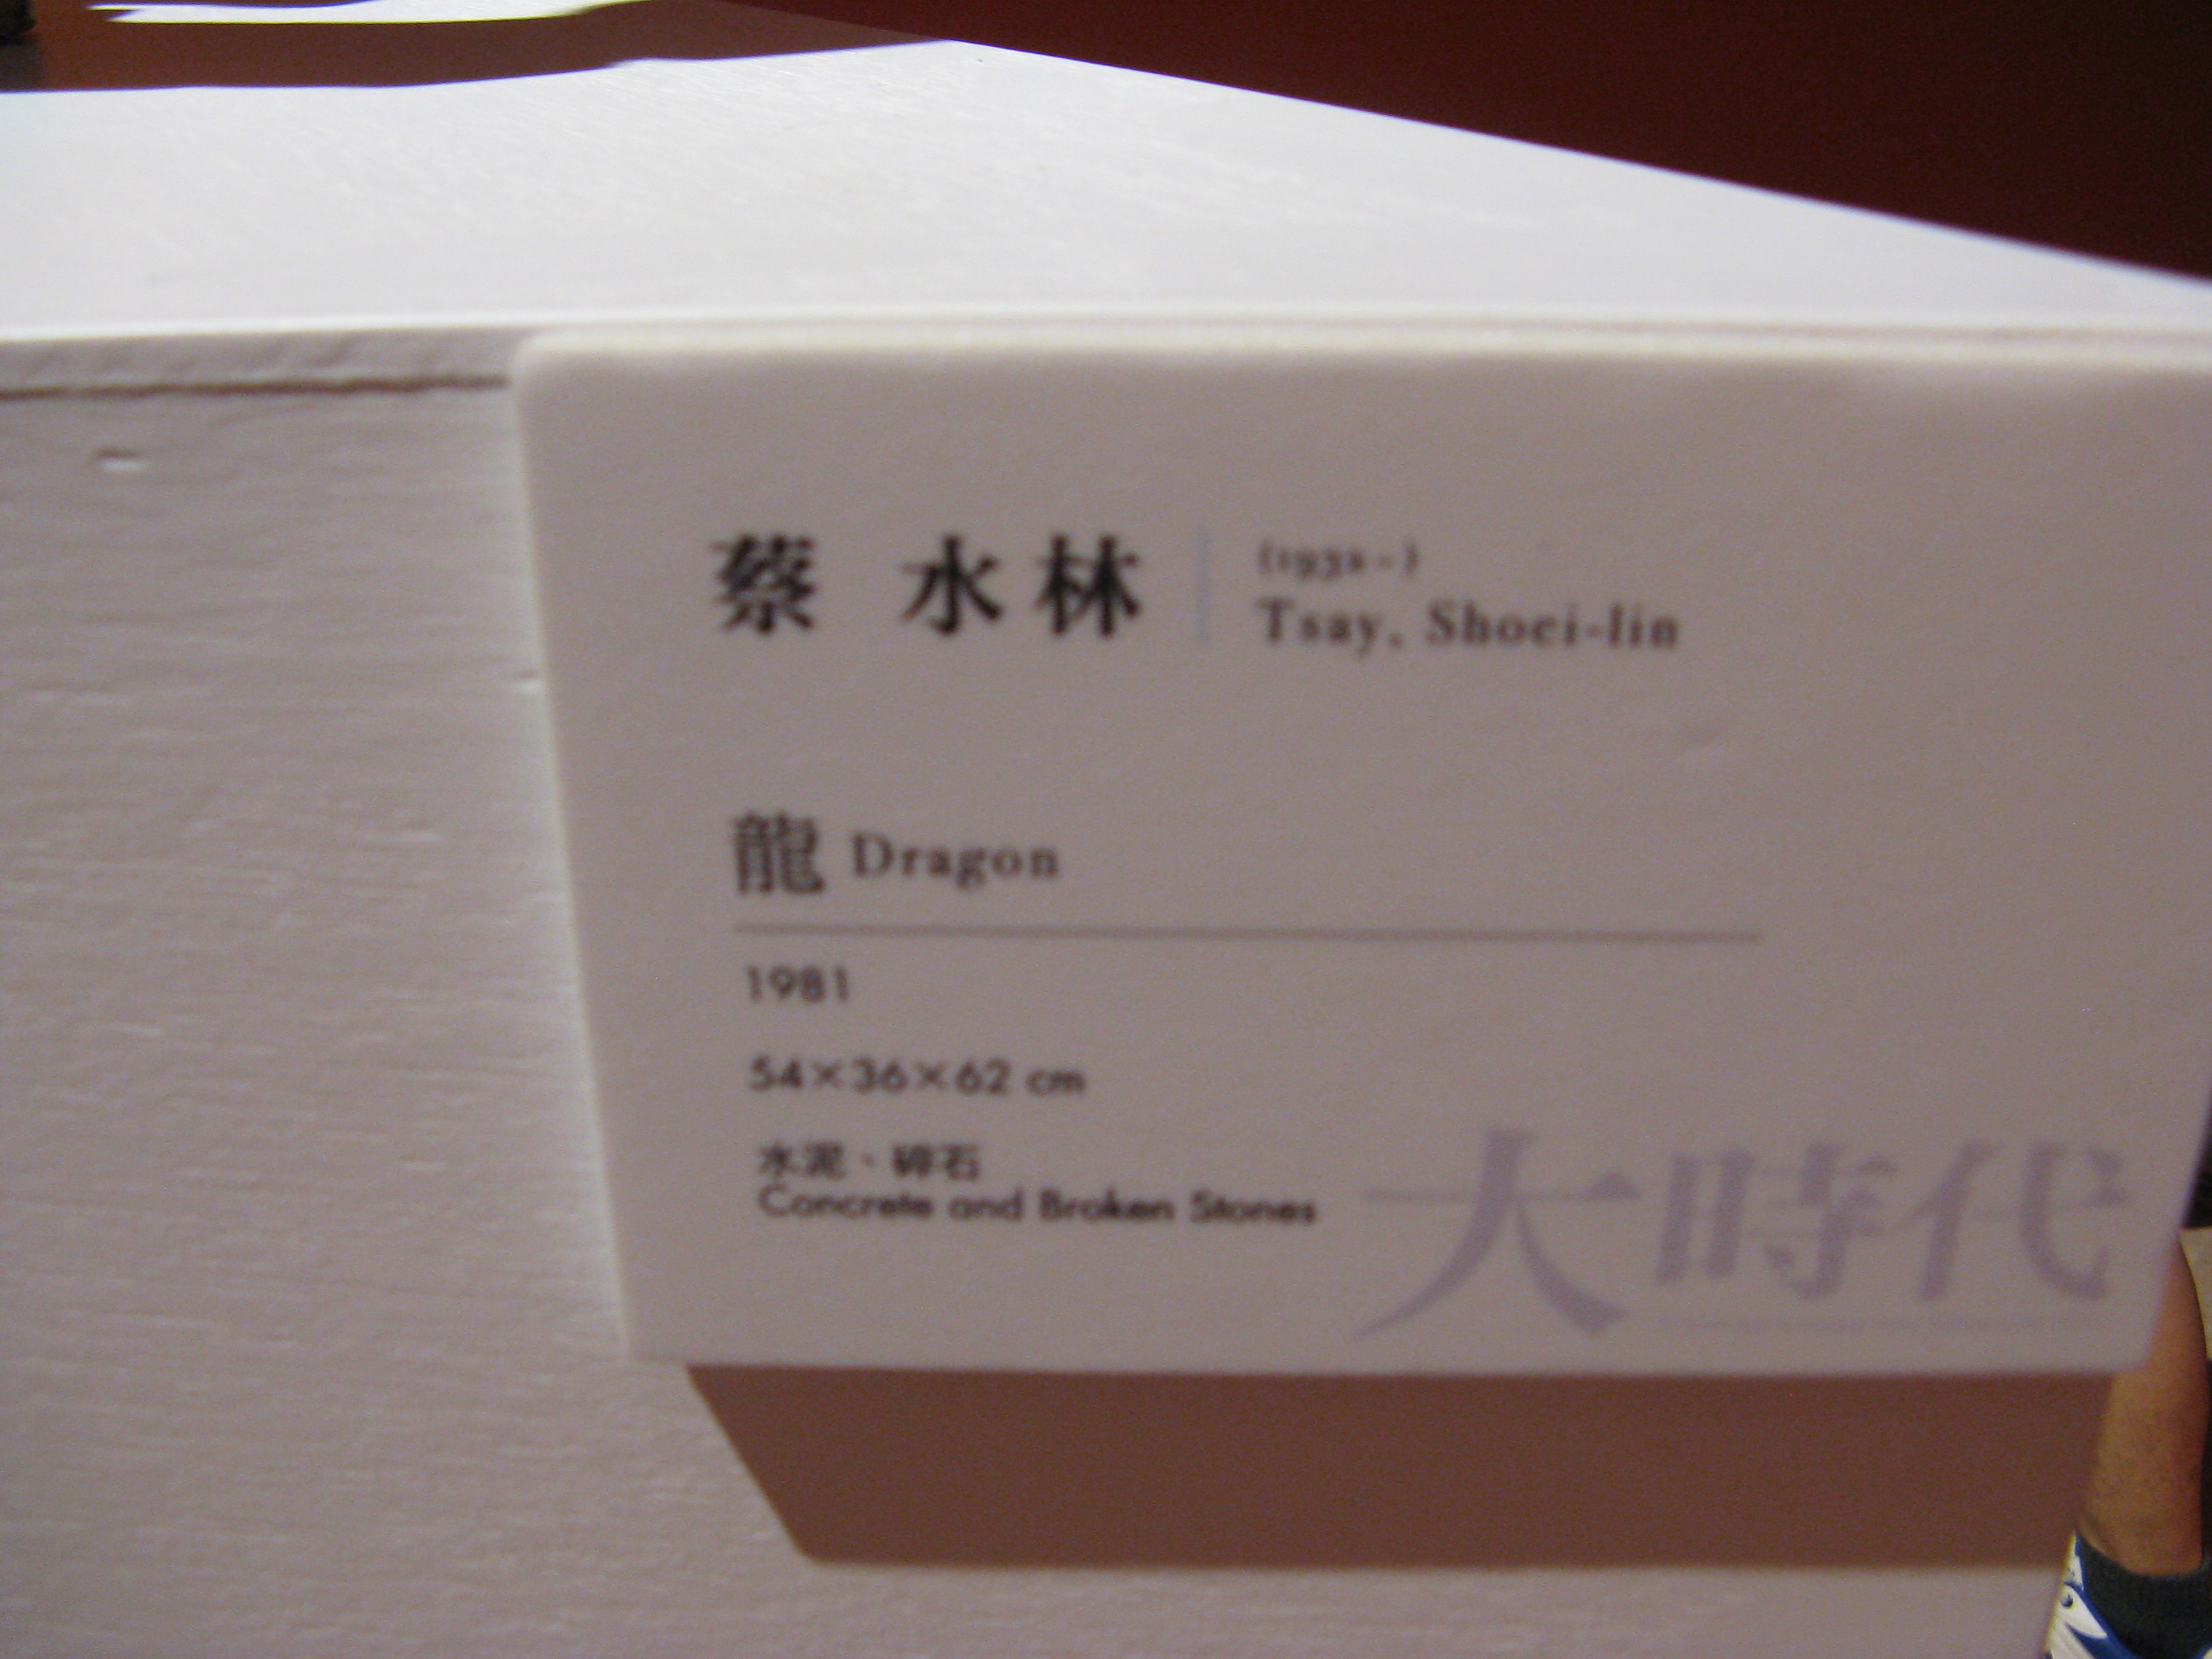 蔡 水林
(1932- )
Tsay, Shoei-lin
龍 Dragon
1981
54×36×62 cm
水泥、碎石
Concrete and Broken Stones
大時代